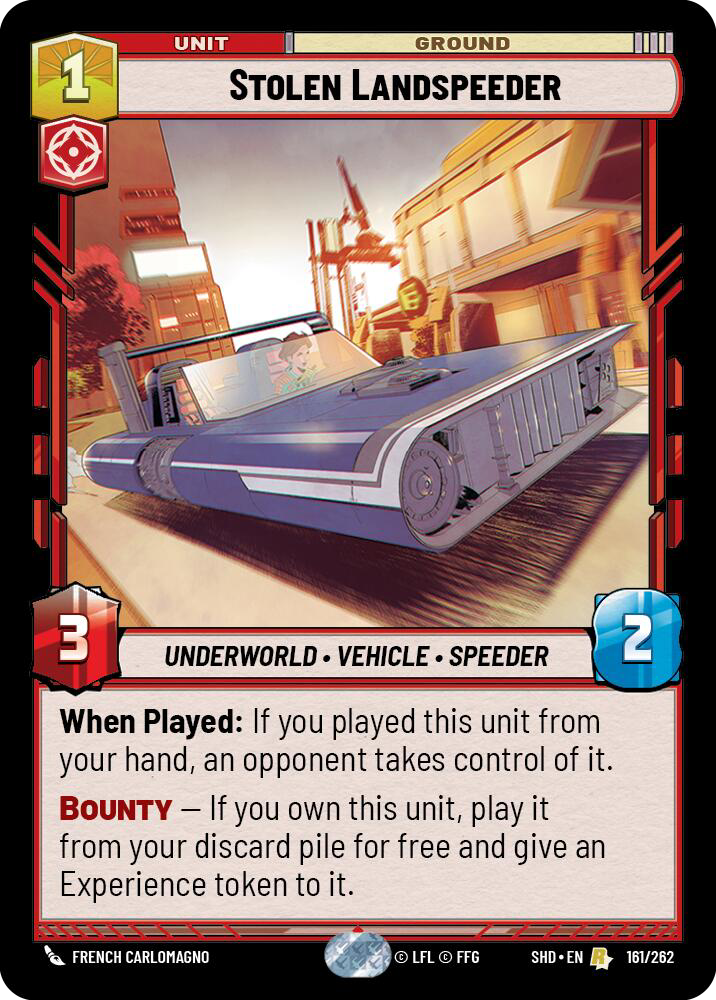 UNIT
GROUND
1
STOLEN LANDSPEEDER
E
3
2
UNDERWORLD • VEHICLE • SPEEDER
When Played: If you played this unit from
your hand, an opponent takes control of it.
BOUNTY — If you own this unit, play it
from your discard pile for free and give an
Experience token to it.
FRENCH CARLOMAGNO
© LFL © FFG
SHD • EN
R
161/262